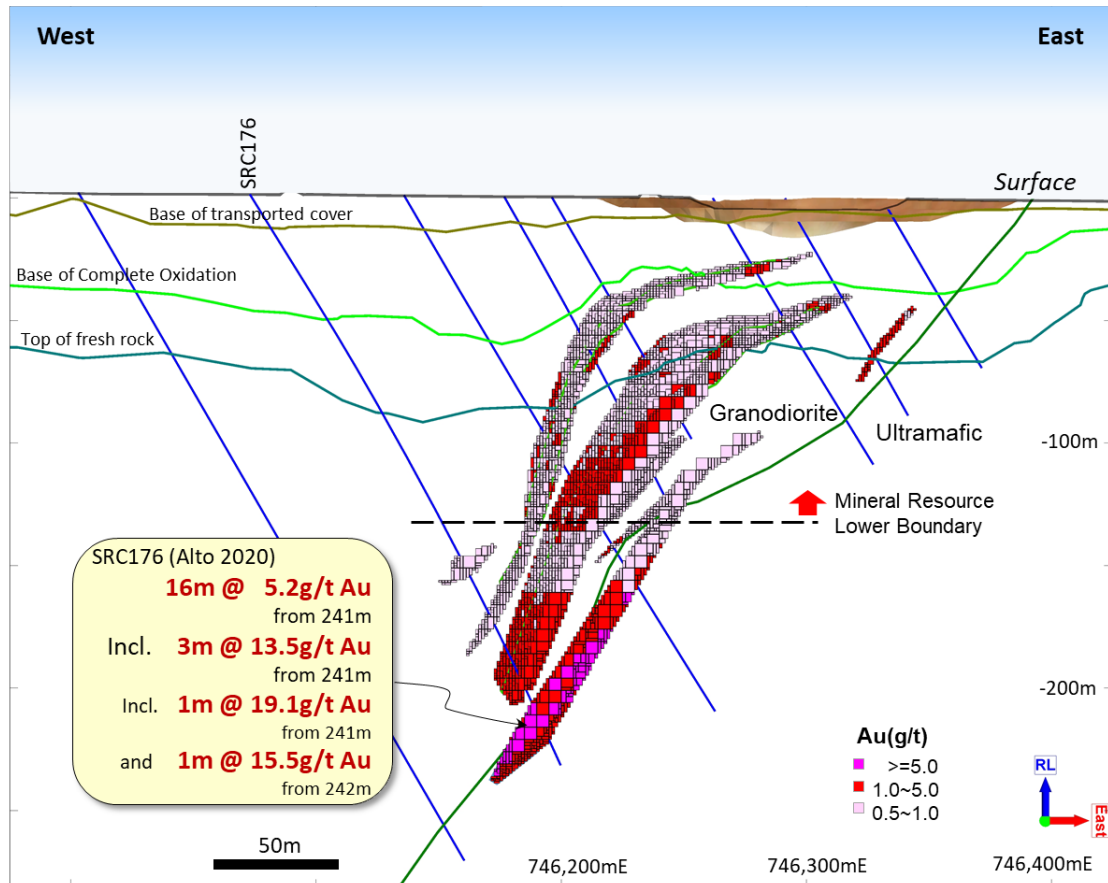 West
East
SRC176
Surface
Base of transported cover
Base of Complete Oxidation
Top of fresh rock
Granodiorite
Ultramafic
-100m
Mineral Resource
Lower Boundary
SRC176 (Alto 2020)
16m @ 5.2g/t Au
from 241m
Incl. 3m @ 13.5g/t Au
from 241m
Incl. 1m @ 19.1g/t Au
from 241m
and 1m @ 15.5g/t Au
from 242m
-200m
Au(g/t)
>=5.0
1.0~5.0
0.5~1.0
RL
East
50m
746,200mE
746,300mE
746,400mE